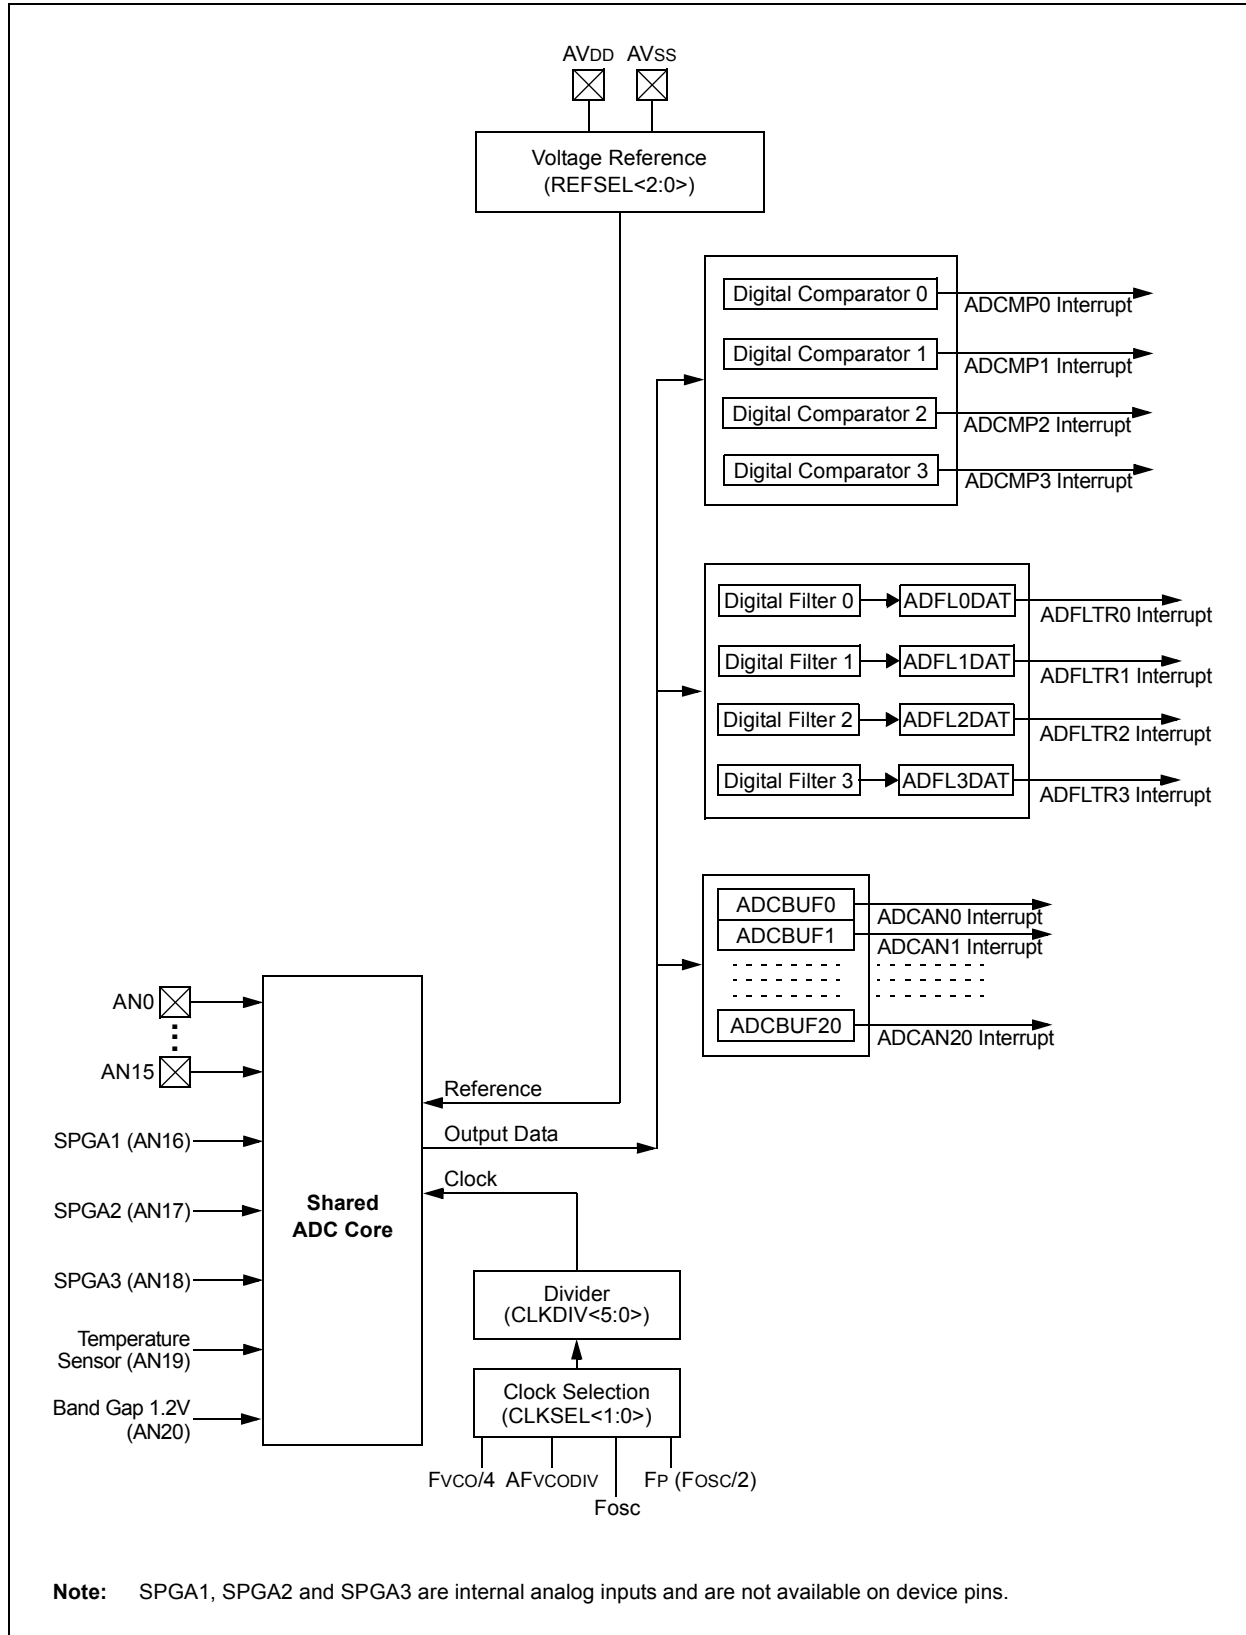 AVDD AVSS
Voltage Reference
(REFSEL<2:0>)
Digital Comparator 0
ADCMP0 Interrupt
Digital Comparator 1
ADCMP1 Interrupt
Digital Comparator 2
ADCMP2 Interrupt
Digital Comparator 3
ADCMP3 Interrupt
Digital Filter 0 ADFL0DAT
ADFLTR0 Interrupt
Digital Filter 1 ADFL1DAT
ADFLTR1 Interrupt
Digital Filter 2 ADFL2DAT
ADFLTR2 Interrupt
Digital Filter 3 ADFL3DAT
ADFLTR3 Interrupt
ADCBUF0
ADCAN0 Interrupt
ADCBUF1
ADCAN1 Interrupt
ADCBUF20
ADCAN20 Interrupt
AN0
AN15
SPGA1 (AN16)
SPGA2 (AN17)
SPGA3 (AN18)
Temperature
Sensor (AN19)
Band Gap 1.2V
(AN20)
Shared
ADC Core
Reference
Output Data
Clock
Divider
(CLKDIV<5:0>)
Clock Selection
(CLKSEL<1:0>)
FVCO/4 AFVCODIV FP (FOSC/2)
Fosc
Note: SPGA1, SPGA2 and SPGA3 are internal analog inputs and are not available on device pins.